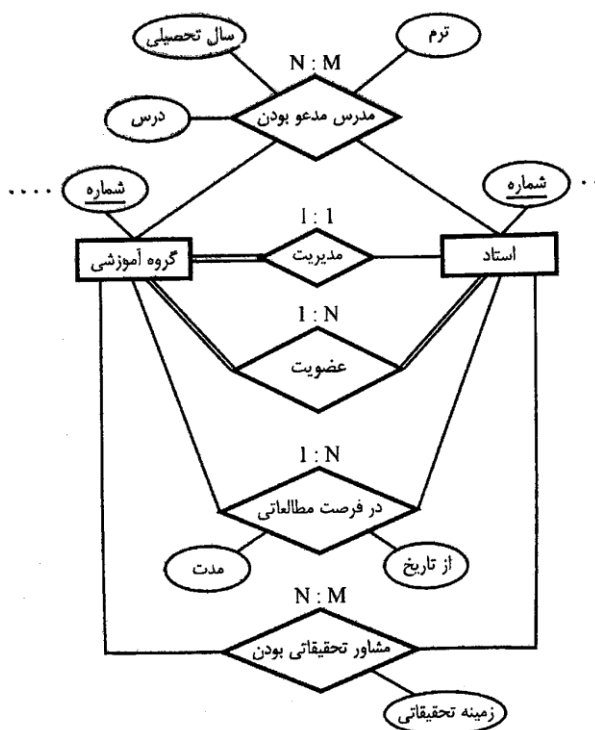 سال تحصیلی
ترم
N : M
مدرس مدعو بودن
درس
شماره
شماره
1 : 1
گروه آموزشی
مدیریت
استاد
1 : N
عضویت
1 : N
در فرصت مطالعاتی
مدت
از تاریخ
N : M
مشاور تحقیقاتی بودن
زمینه تحقیقاتی